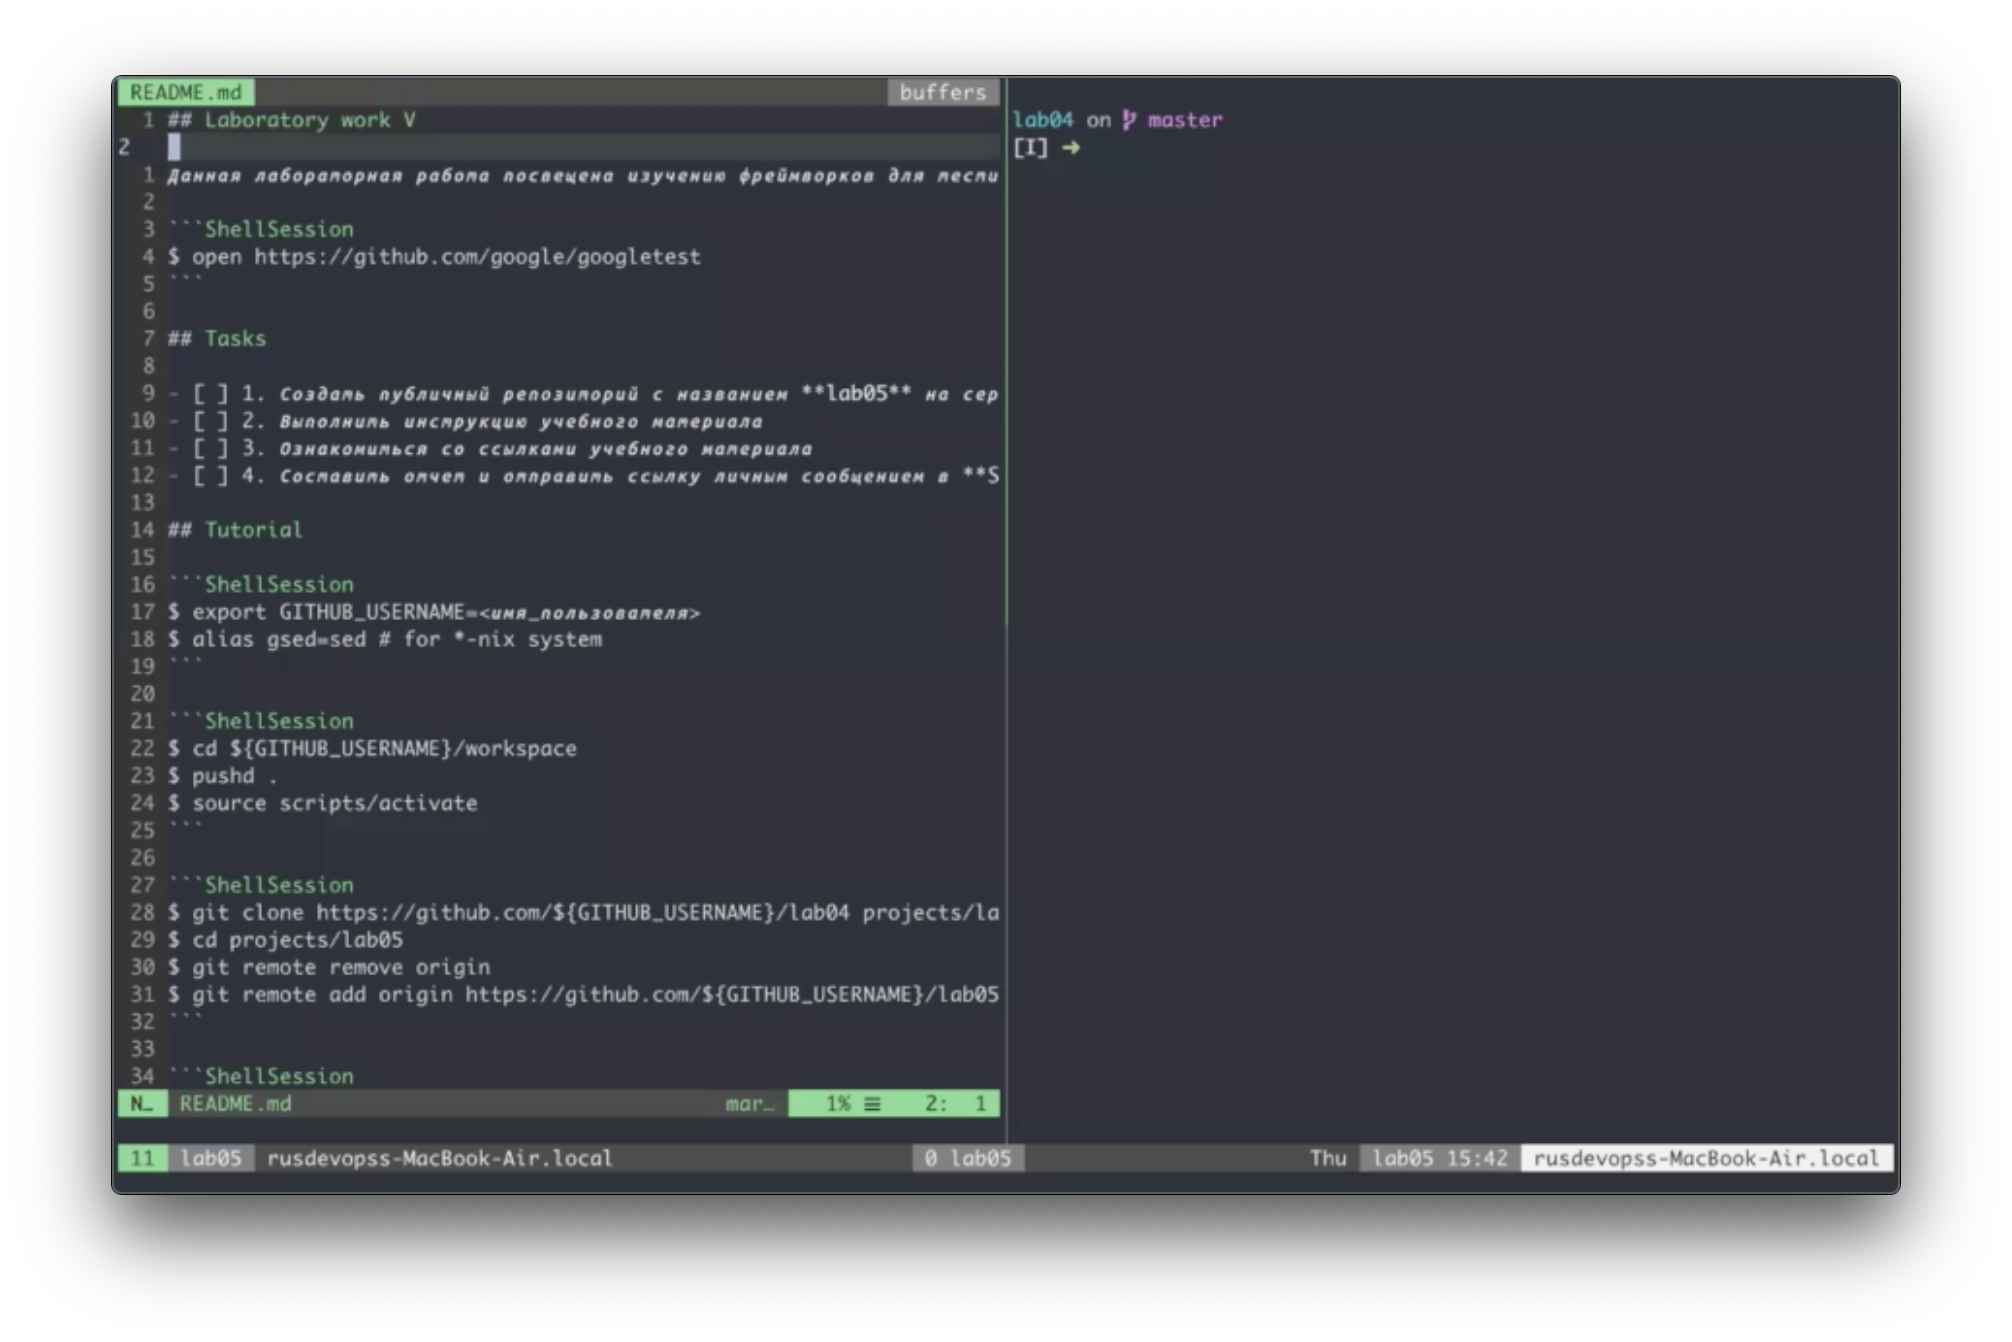 README.md buffers
1 ## Laboratory work V
2
1 Данная лабораторная работа посвещена изучению фреймворков для тести
2
3 ```ShellSession
4 $ open https://github.com/google/googletest
5 ```
6
7 ## Tasks
8
9 - [ ] 1. Создать публичный репозиторий с названием **lab05** на сер
10 - [ ] 2. Выполнить инструкцию учебного материала
11 - [ ] 3. Ознакомиться со ссылками учебного материала
12 - [ ] 4. Составить отчет и отправить ссылку личным сообщением в **S
13
14 ## Tutorial
15
16 ```ShellSession
17 $ export GITHUB_USERNAME=<имя_пользователя>
18 $ alias gsed=sed # for *-nix system
19 ```
20
21 ```ShellSession
22 $ cd ${GITHUB_USERNAME}/workspace
23 $ pushd .
24 $ source scripts/activate
25 ```
26
27 ```ShellSession
28 $ git clone https://github.com/${GITHUB_USERNAME}/lab04 projects/la
29 $ cd projects/lab05
30 $ git remote remove origin
31 $ git remote add origin https://github.com/${GITHUB_USERNAME}/lab05
32 ```
33
34 ```ShellSession
N… README.md mar… 1% ☰ 2: 1
lab04 on master
[I] ➜
11 lab05 rusdevopss-MacBook-Air.local 0 lab05 Thu lab05 15:42 rusdevopss-MacBook-Air.local